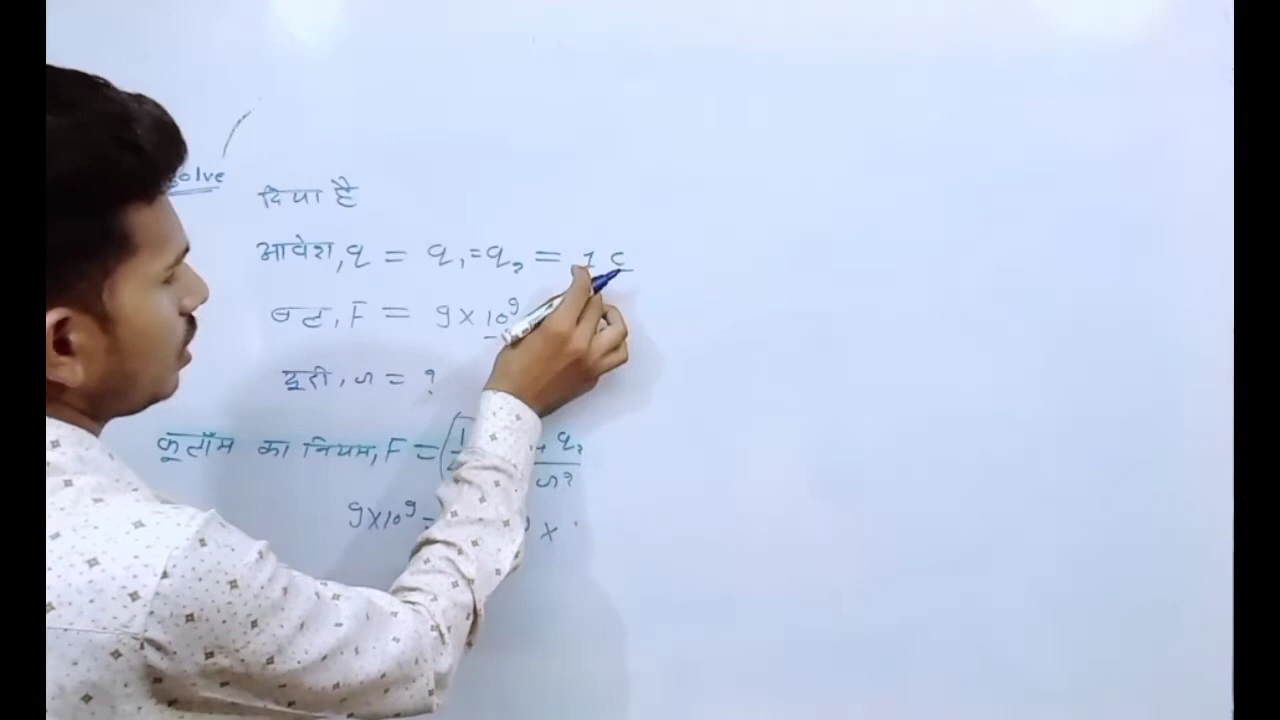 Solve
दिया है
आवेश, q = q₁ = q₂ = 1 C
बल, F = 9 × 10⁹
दूरी, r = ?
कूलॉम का नियम, F = (1 q₂ / r²
9×10⁹ = ×